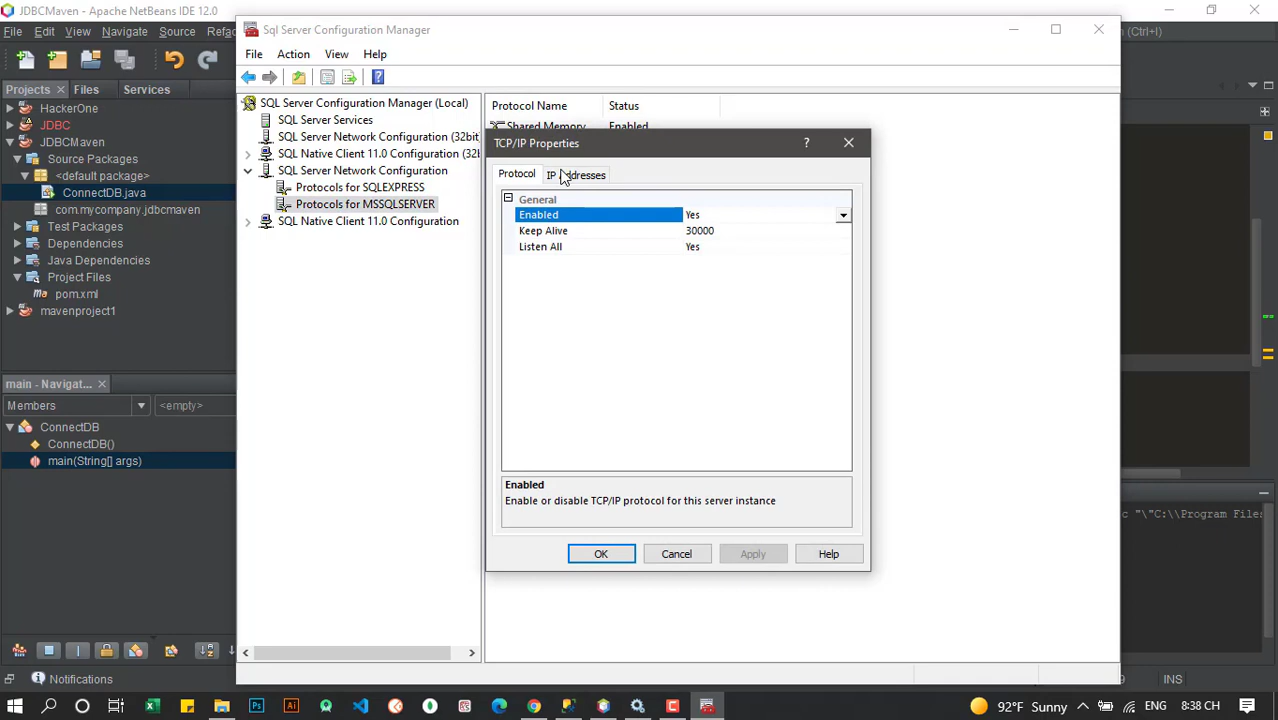 JDBCMaven - Apache NetBeans IDE 12.0
File Edit View Navigate Source Refac
(Ctrl+I)
Projects
Files
Services
HackerOne
JDBC
JDBCMaven
Source Packages
<default package>
ConnectDB.java
com.mycompany.jdbcmaven
Test Packages
Dependencies
Java Dependencies
Project Files
pom.xml
mavenproject1
main - Navigat...
Members
<empty>
ConnectDB
ConnectDB()
main(String[] args)
Notifications
Sql Server Configuration Manager
File Action View Help
SQL Server Configuration Manager (Local)
SQL Server Services
SQL Server Network Configuration (32bit
SQL Native Client 11.0 Configuration (32
SQL Server Network Configuration
Protocols for SQLEXPRESS
Protocols for MSSQLSERVER
SQL Native Client 11.0 Configuration
Protocol Name Status
Shared Memory Enabled
TCP/IP Properties
?
Protocol
IP Addresses
General
Enabled Yes
Keep Alive 30000
Listen All Yes
Enabled
Enable or disable TCP/IP protocol for this server instance
OK Cancel Apply Help
c "\"C:\\Program Files
9 INS
92°F Sunny
ENG
8:38 CH